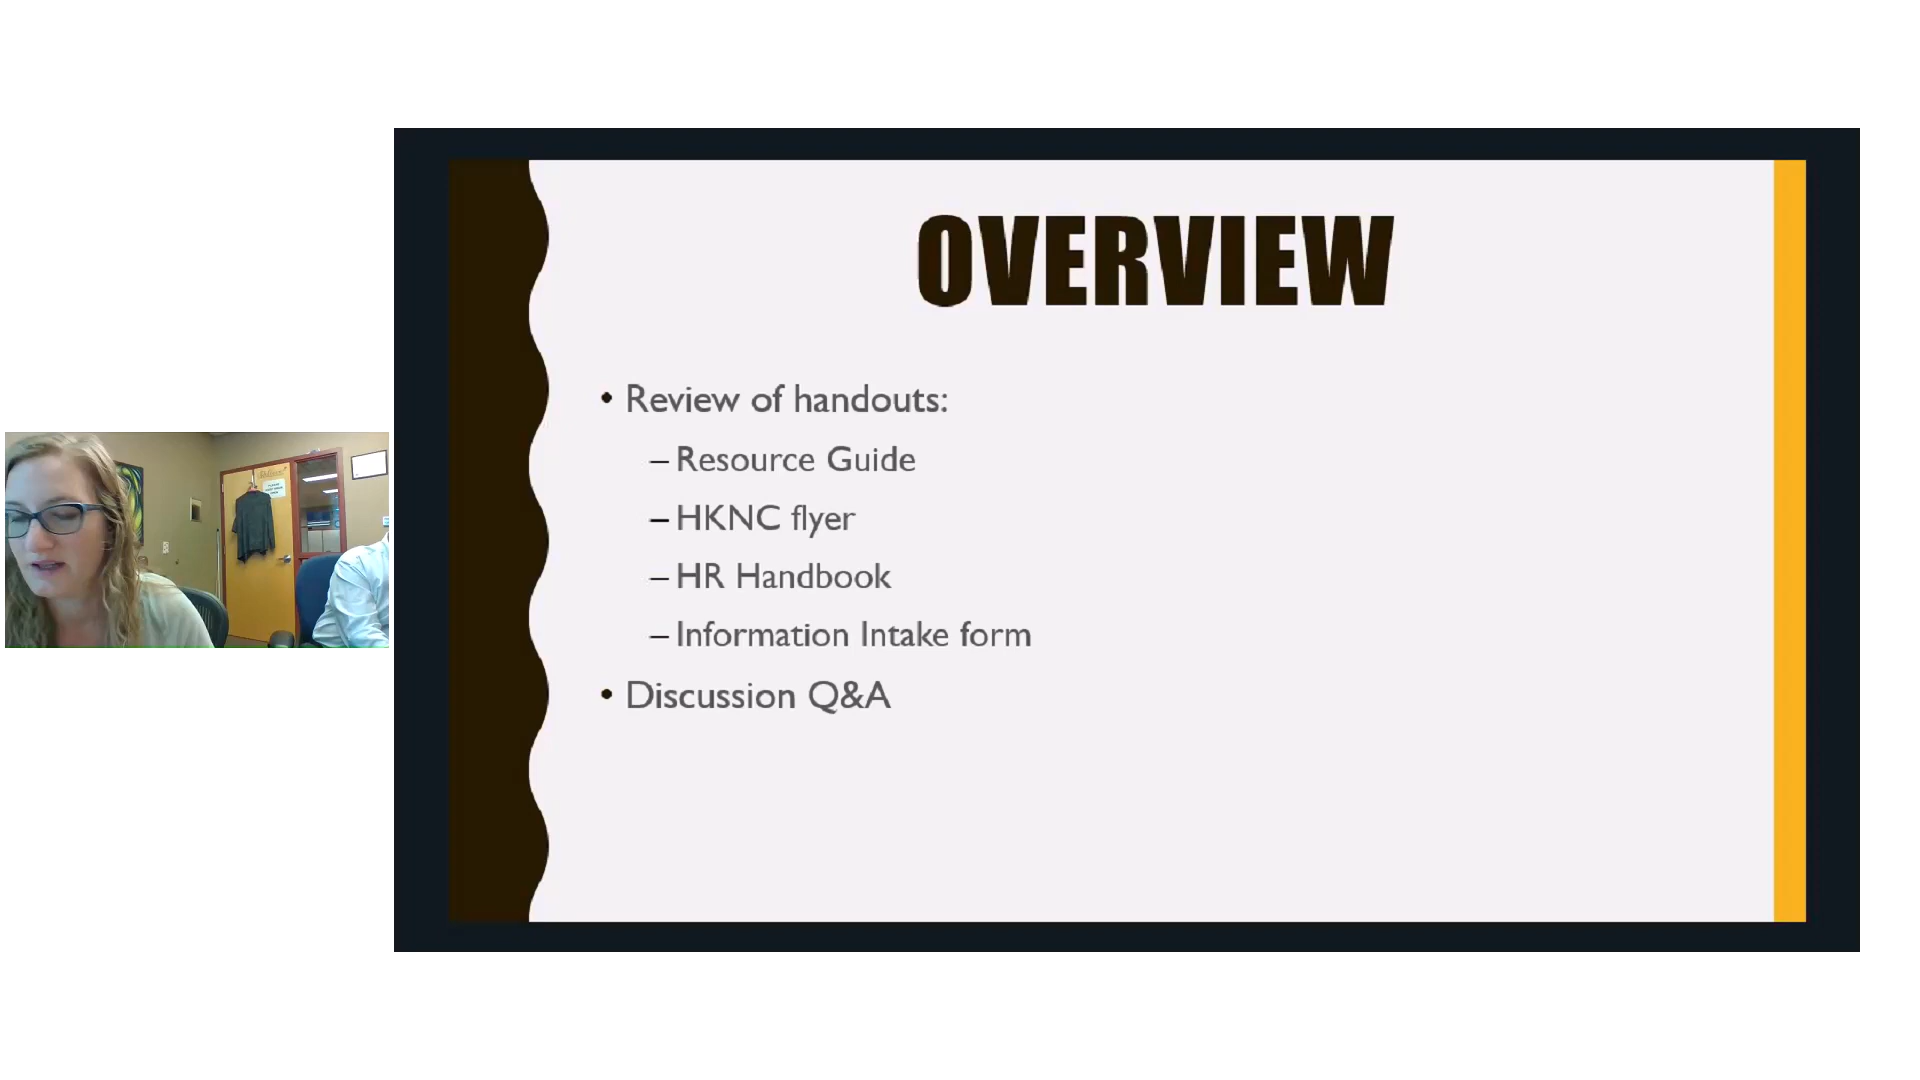 OVERVIEW
• Review of handouts:
– Resource Guide
– HKNC flyer
– HR Handbook
– Information Intake form
• Discussion Q&A